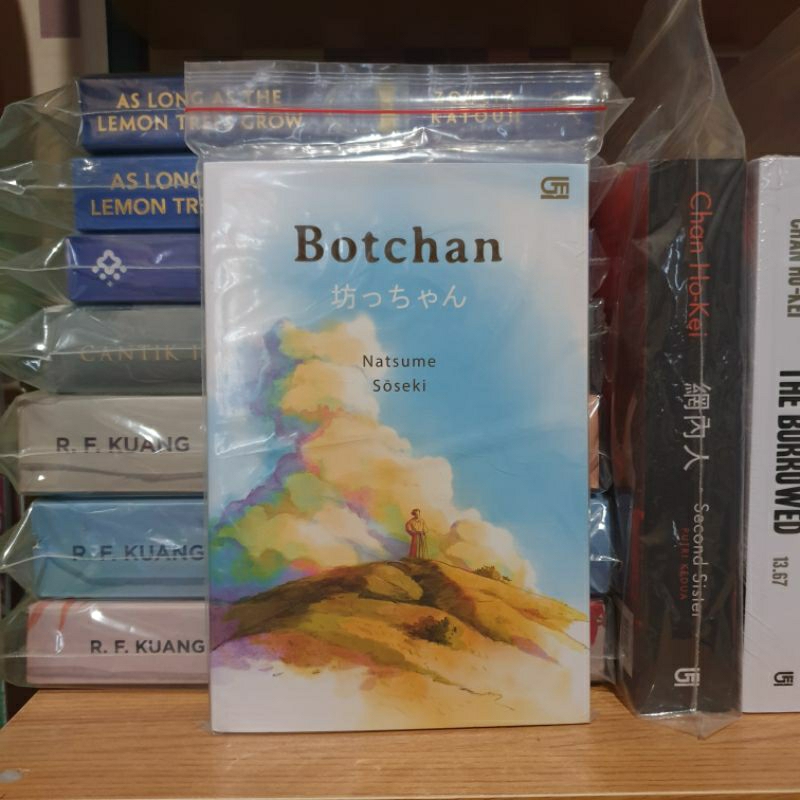 AS LONG AS THE
LEMON TREES GROW
KATOUH
AS LONG
LEMON TRE
CANTIK I
R. F. KUANG
R. F. KUANG
R. F. KUANG
Botchan
坊っちゃん
Natsume
Sōseki
Chan Ho-Kei
網內人
Second Sister
CHAN HO-KEI
THE BORROWED
13.67